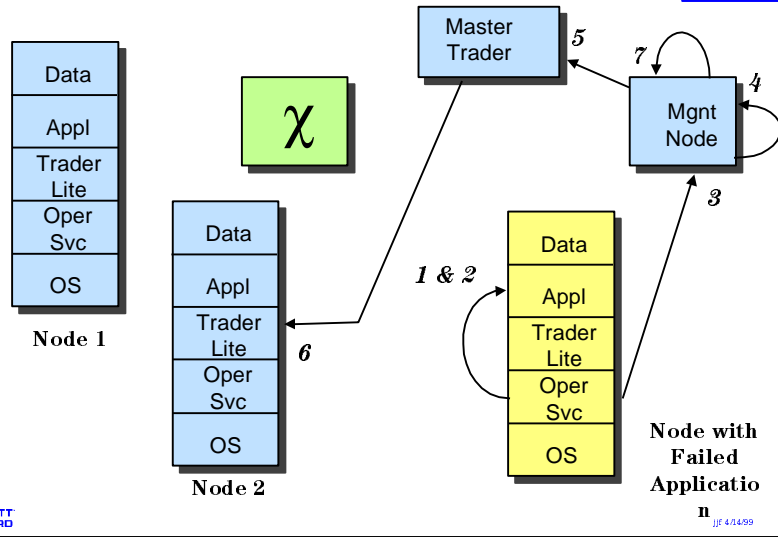 Master
Trader
5
7
4
Mgnt
Node
3
Data
Appl
Trader
Lite
Oper
Svc
OS
Node 1
χ
Data
Appl
Trader
Lite
Oper
Svc
OS
Node 2
6
1 & 2
Data
Appl
Trader
Lite
Oper
Svc
OS
Node with
Failed
Applicatio
n
jjf 4/14/99
TT
RD